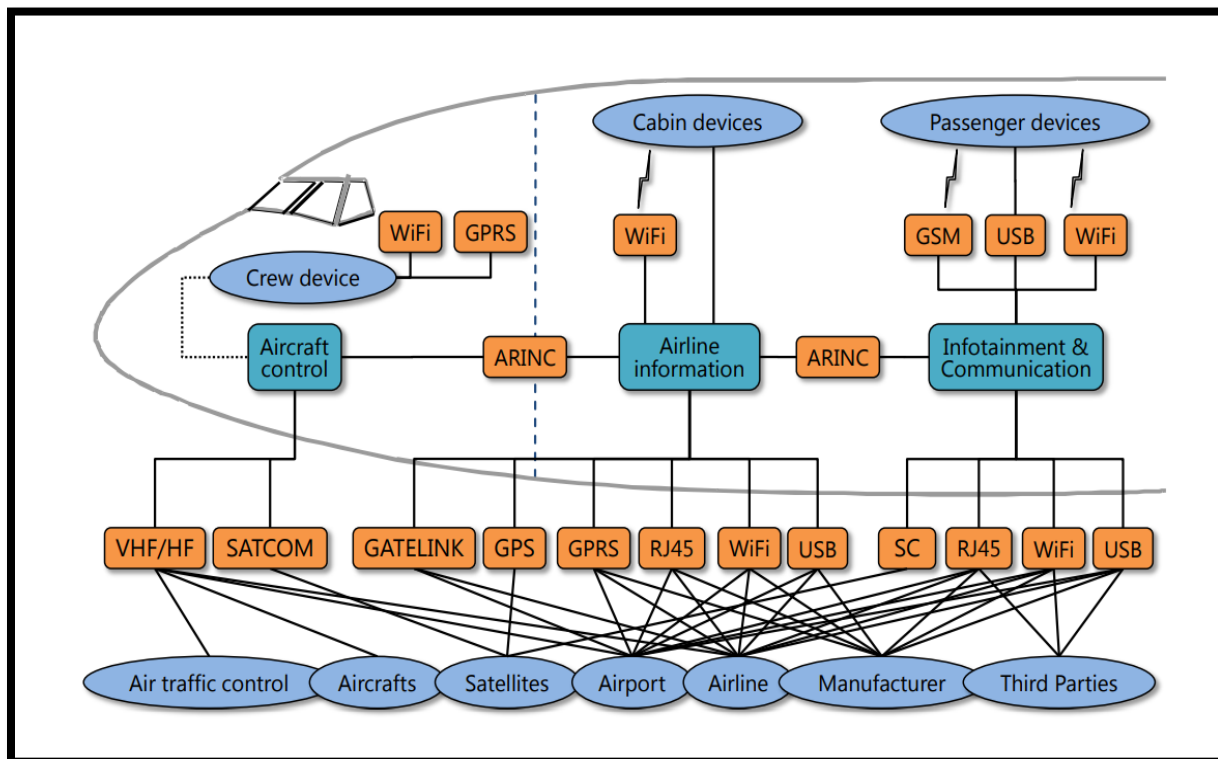 Cabin devices
Passenger devices
WiFi
GPRS
WiFi
GSM
USB
WiFi
Crew device
Aircraft
control
ARINC
Airline
information
ARINC
Infotainment &
Communication
VHF/HF
SATCOM
GATELINK
GPS
GPRS
RJ45
WiFi
USB
SC
RJ45
WiFi
USB
Air traffic control
Aircrafts
Satellites
Airport
Airline
Manufacturer
Third Parties